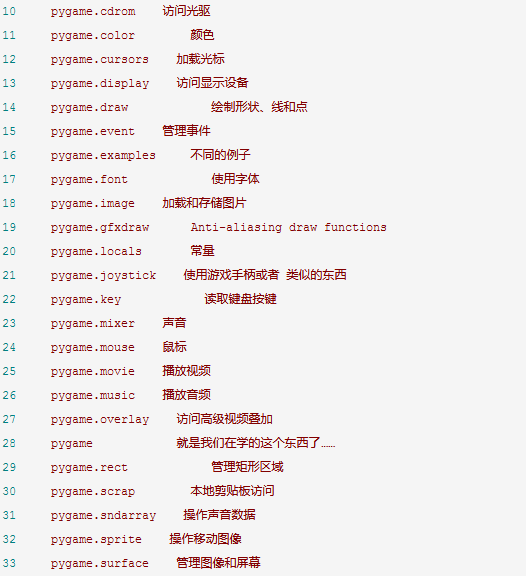 10 pygame.cdrom 访问光驱
11 pygame.color 颜色
12 pygame.cursors 加载光标
13 pygame.display 访问显示设备
14 pygame.draw 绘制形状、线和点
15 pygame.event 管理事件
16 pygame.examples 不同的例子
17 pygame.font 使用字体
18 pygame.image 加载和存储图片
19 pygame.gfxdraw Anti-aliasing draw functions
20 pygame.locals 常量
21 pygame.joystick 使用游戏手柄或者 类似的东西
22 pygame.key 读取键盘按键
23 pygame.mixer 声音
24 pygame.mouse 鼠标
25 pygame.movie 播放视频
26 pygame.music 播放音频
27 pygame.overlay 访问高级视频叠加
28 pygame 就是我们在学的这个东西了……
29 pygame.rect 管理矩形区域
30 pygame.scrap 本地剪贴板访问
31 pygame.sndarray 操作声音数据
32 pygame.sprite 操作移动图像
33 pygame.surface 管理图像和屏幕